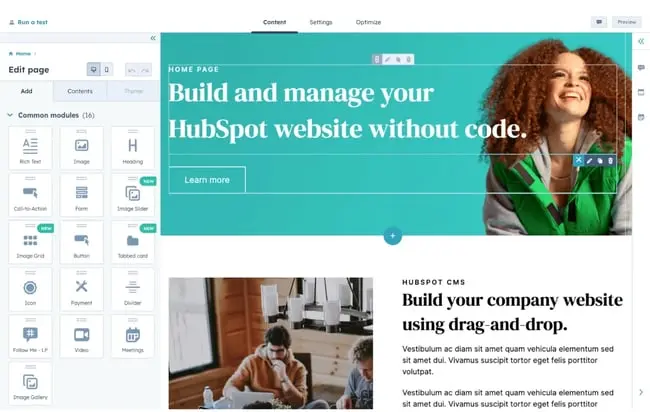 Run a test
Content
Settings
Optimize
Preview
Home
Edit page
Add
Contents
Theme
Common modules (16)
Rich Text
Image
Heading
Call-to-Action
Form
NEW
Image Slider
NEW
Image Grid
Button
NEW
Tabbed card
Icon
Payment
Divider
Follow Me - LP
Video
Meetings
Image Gallery
HOME PAGE
Build and manage your
HubSpot website without code.
Learn more
HUBSPOT CMS
Build your company website
using drag-and-drop.
Vestibulum ac diam sit amet quam vehicula elementum sed
sit amet dui. Vivamus suscipit tortor eget felis porttitor
volutpat.
Vestibulum ac diam sit amet quam vehicula elementum sed
sit amet dui. Vivamus suscipit tortor eget felis porttitor